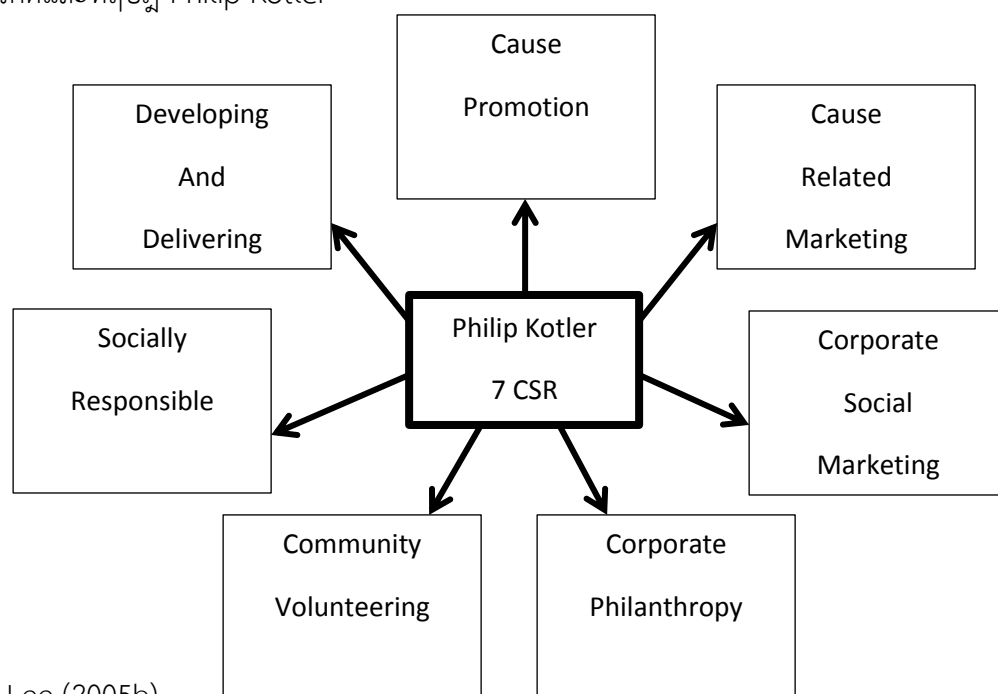 Philip Kotler
Cause
Promotion
Developing
And
Delivering
Cause
Related
Marketing
Philip Kotler
7 CSR
Socially
Responsible
Corporate
Social
Marketing
Community
Volunteering
Corporate
Philanthropy
Lee (2005b)